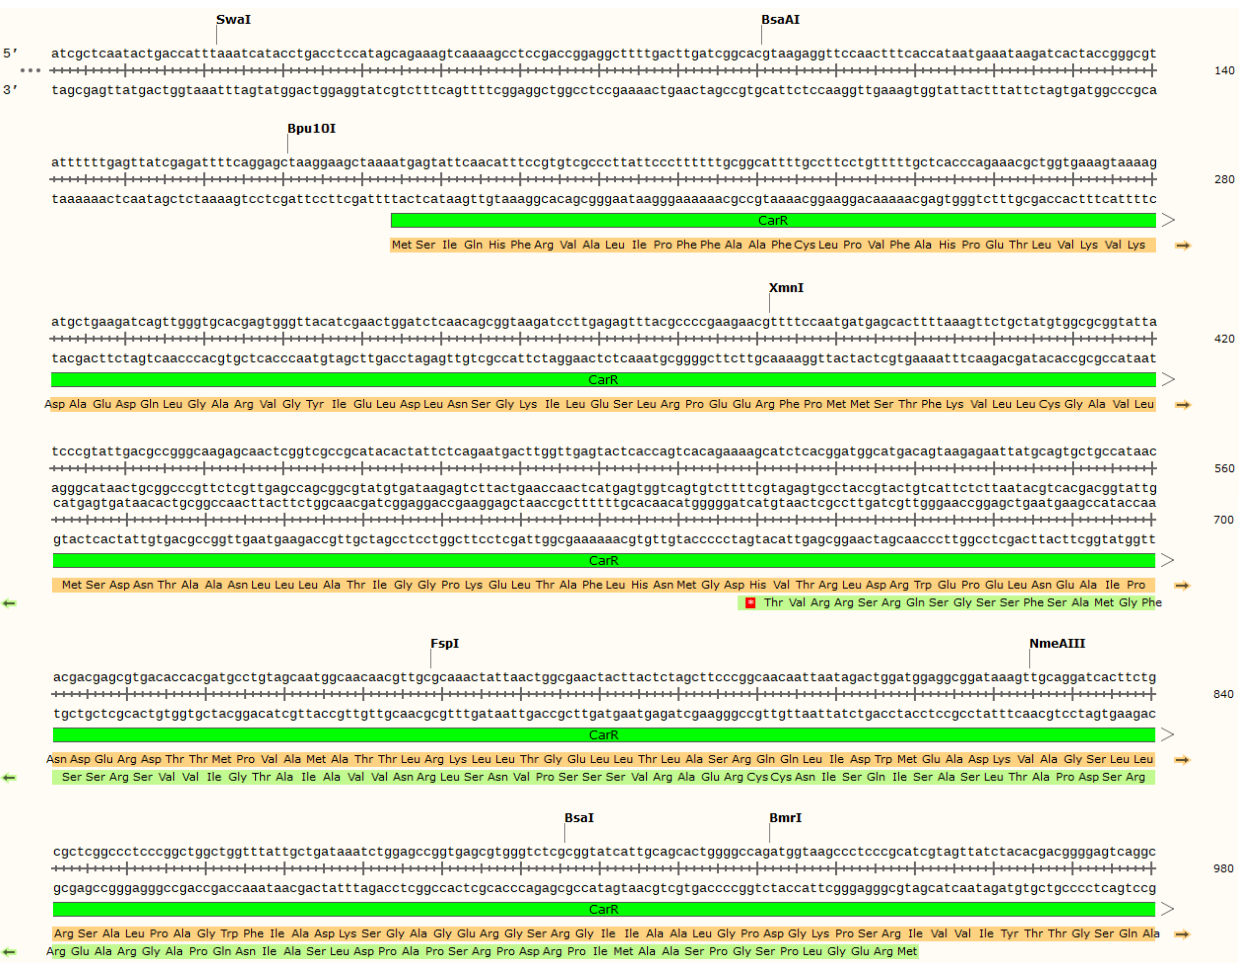 SwaI BsaAI
5′ atcgctcaatactgaccatttaaatcatacctgacctccatagcagaaagtcaaaagcctccgaccggaggcttttgacttgatcggcacgtaagaggttccaactttcaccataatgaaataagatcactaccgggcgt
... 140
3′ tagcgagttatgactggtaaatttagtatggactggaggtatcgtctttcagttttcggaggctggcctccgaaaactgaactagccgtgcattctccaaggttgaaagtggtattactttattctagtgatggcccgca
Bpu10I
attttttgagttatcgagattttcaggagctaaggaagctaaaatgagtattcaacatttccgtgtcgcccttattcccttttttgcggcattttgccttcctgtttttgctcacccagaaacgctggtgaaagtaaaag
280
taaaaaactcaatagctctaaaagtcctcgattccttcgattttactcataagttgtaaaggcacagcgggaataagggaaaaaacgccgtaaaacggaaggacaaaaacgagtgggtctttgcgaccactttcattttc
CarR
Met Ser Ile Gln His Phe Arg Val Ala Leu Ile Pro Phe Phe Ala Ala Phe Cys Leu Pro Val Phe Ala His Pro Glu Thr Leu Val Lys Val Lys
XmnI
atgctgaagatcagttgggtgcacgagtgggttacatcgaactggatctcaacagcggtaagatccttgagagtttacgccccgaagaacgttttccaatgatgagcacttttaaagttctgctatgtggcgcggtatta
420
tacgacttctagtcaacccacgtgctcacccaatgtagcttgacctagagttgtcgccattctaggaactctcaaatgcggggcttcttgcaaaaggttactactcgtgaaaatttcaagacgatacaccgcgccataat
CarR
Asp Ala Glu Asp Gln Leu Gly Ala Arg Val Gly Tyr Ile Glu Leu Asp Leu Asn Ser Gly Lys Ile Leu Glu Ser Leu Arg Pro Glu Glu Arg Phe Pro Met Met Ser Thr Phe Lys Val Leu Leu Cys Gly Ala Val Leu
tcccgtattgacgccgggcaagagcaactcggtcgccgcatacactattctcagaatgacttggttgagtactcaccagtcacagaaaagcatctcacggatggcatgacagtaagagaattatgcagtgctgccataac
560
agggcataactgcggcccgttctcgttgagccagcggcgtatgtgataagagtcttactgaaccaactcatgagtggtcagtgtcttttcgtagagtgcctaccgtactgtcattctcttaatacgtcacgacggtattg
catgagtgataacactgcggccaacttacttctggcaacgatcggaggaccgaaggagctaaccgcttttttgcacaacatgggggatcatgtaactcgccttgatcgttgggaaccggagctgaatgaagccataccaa
700
gtactcactattgtgacgccggttgaatgaagaccgttgctagcctcctggcttcctcgattggcgaaaaaacgtgttgtaccccctagtacattgagcggaactagcaacccttggcctcgacttacttcggtatggtt
CarR
Met Ser Asp Asn Thr Ala Ala Asn Leu Leu Leu Ala Thr Ile Gly Gly Pro Lys Glu Leu Thr Ala Phe Leu His Asn Met Gly Asp His Val Thr Arg Leu Asp Arg Trp Glu Pro Glu Leu Asn Glu Ala Ile Pro
* Thr Val Arg Arg Ser Arg Gln Ser Gly Ser Ser Phe Ser Ala Met Gly Phe
FspI NmeAIII
acgacgagcgtgacaccacgatgcctgtagcaatggcaacaacgttgcgcaaactattaactggcgaactacttactctagcttcccggcaacaattaatagactggatggaggcggataaagttgcaggatcacttctg
840
tgctgctcgcactgtggtgctacggacatcgttaccgttgttgcaacgcgtttgataattgaccgcttgatgaatgagatcgaagggccgttgttaattatctgacctacctccgcctatttcaacgtcctagtgaagac
CarR
Asn Asp Glu Arg Asp Thr Thr Met Pro Val Ala Met Ala Thr Thr Leu Arg Lys Leu Leu Thr Gly Glu Leu Leu Thr Leu Ala Ser Arg Gln Gln Leu Ile Asp Trp Met Glu Ala Asp Lys Val Ala Gly Ser Leu Leu
Ser Ser Arg Ser Val Val Ile Gly Thr Ala Ile Ala Val Val Asn Arg Leu Ser Asn Val Pro Ser Ser Ser Val Arg Ala Glu Arg Cys Cys Asn Ile Ser Gln Ile Ser Ala Ser Leu Thr Ala Pro Asp Ser Arg
BsaI BmrI
cgctcggccctcccggctggctggtttattgctgataaatctggagccggtgagcgtgggtctcgcggtatcattgcagcactggggccagatggtaagccctcccgcatcgtagttatctacacgacggggagtcaggc
980
gcgagccgggagggccgaccgaccaaataacgactatttagacctcggccactcgcacccagagcgccatagtaacgtcgtgaccccggtctaccattcgggagggcgtagcatcaatagatgtgctgcccctcagtccg
CarR
Arg Ser Ala Leu Pro Ala Gly Trp Phe Ile Ala Asp Lys Ser Gly Ala Gly Glu Arg Gly Ser Arg Gly Ile Ile Ala Ala Leu Gly Pro Asp Gly Lys Pro Ser Arg Ile Val Val Ile Tyr Thr Thr Gly Ser Gln Ala
Arg Glu Ala Arg Gly Ala Pro Gln Asn Ile Ala Ser Leu Asp Pro Ala Pro Ser Arg Pro Asp Arg Pro Ile Met Ala Ala Ser Pro Gly Ser Pro Leu Gly Glu Arg Met